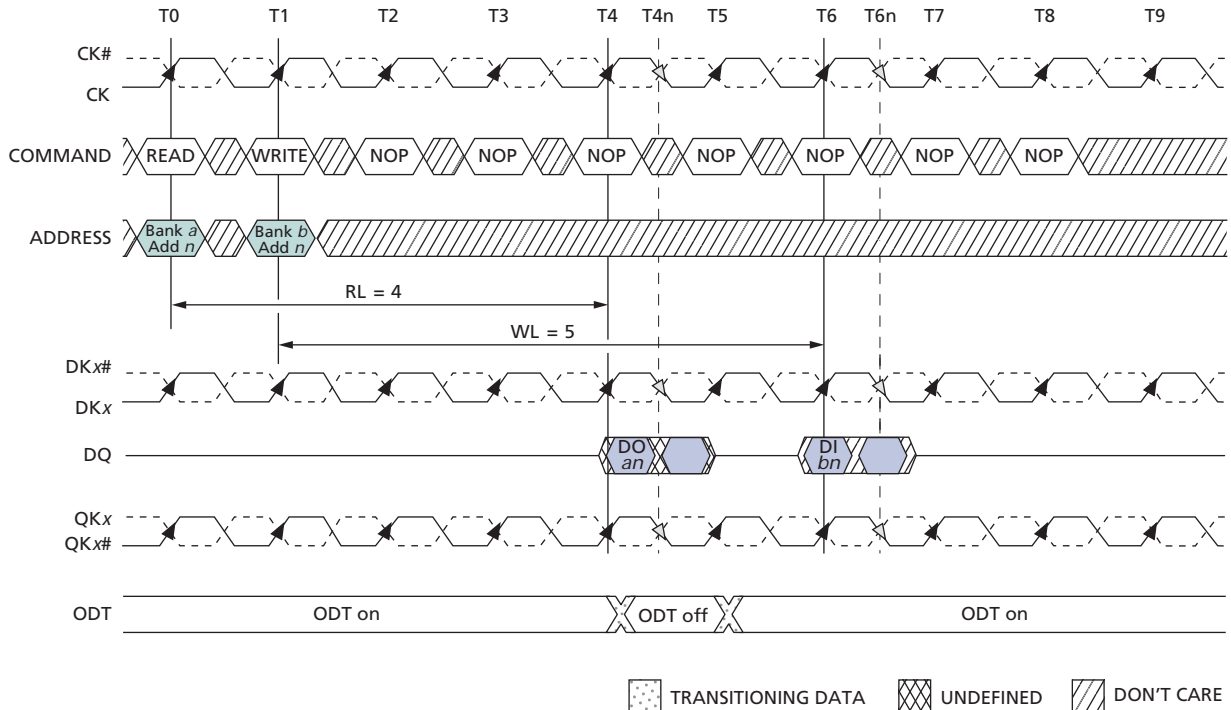 T0 T1 T2 T3 T4 T4n T5 T6 T6n T7 T8 T9
CK#
CK
COMMAND READ WRITE NOP NOP NOP NOP NOP NOP NOP
ADDRESS Bank a Add n Bank b Add n
RL = 4
WL = 5
DKx#
DKx
DQ DO an DI bn
QKx
QKx#
ODT ODT on ODT off ODT on
TRANSITIONING DATA UNDEFINED DON'T CARE